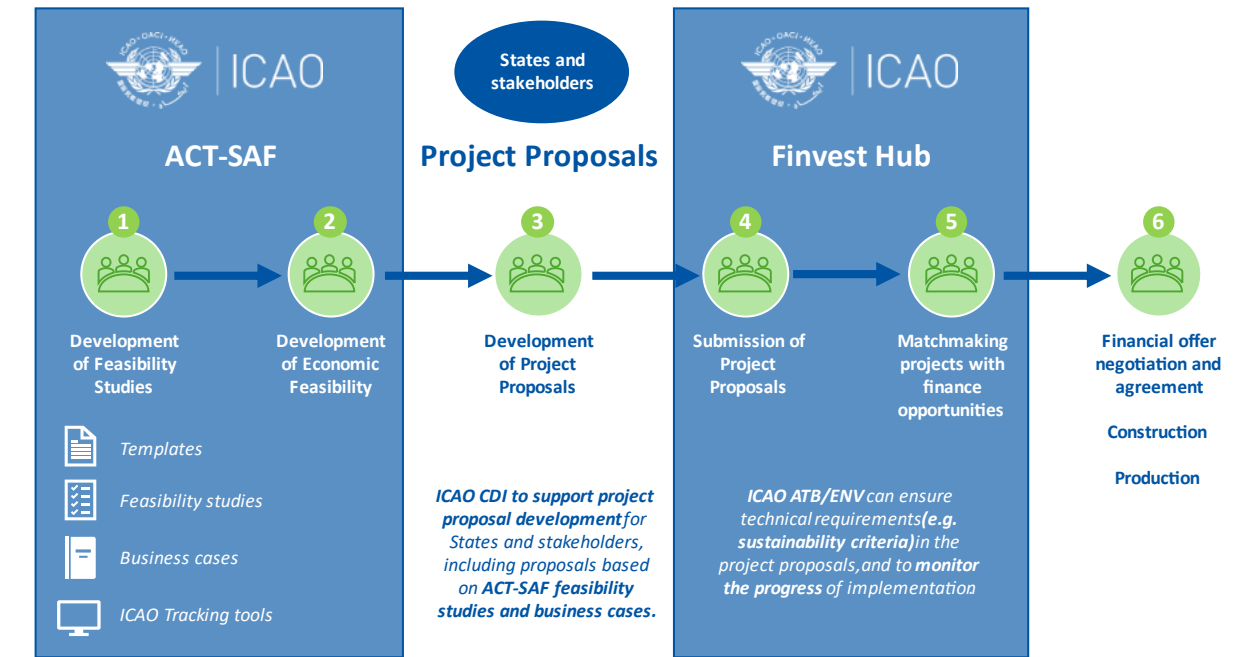 ICAO · OACI · ИКАО
ICAO
ACT-SAF
1
Development
of Feasibility
Studies
2
Development
of Economic
Feasibility
Templates
Feasibility studies
Business cases
ICAO Tracking tools
States and
stakeholders
Project Proposals
3
Development
of Project
Proposals
ICAO CDI to support project
proposal development for
States and stakeholders,
including proposals based
on ACT-SAF feasibility
studies and business cases.
ICAO · OACI · ИКАО
ICAO
Finvest Hub
4
Submission of
Project
Proposals
5
Matchmaking
projects with
finance
opportunities
ICAO ATB/ENV can ensure
technical requirements (e.g.
sustainability criteria) in the
project proposals, and to monitor
the progress of implementation
6
Financial offer
negotiation and
agreement
Construction
Production